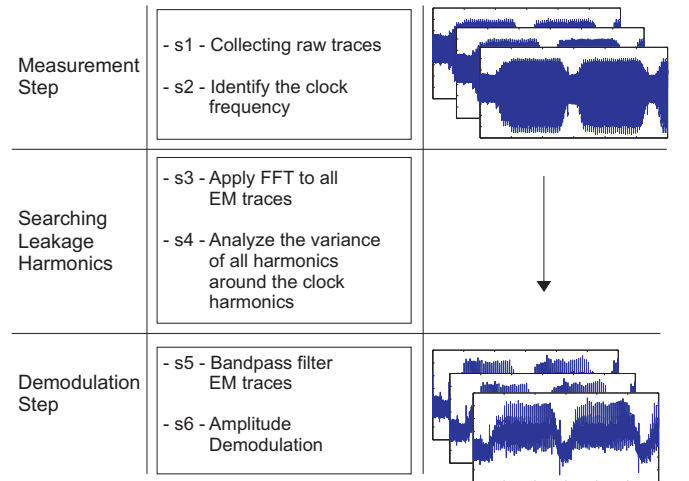 Measurement
Step
- s1 - Collecting raw traces
- s2 - Identify the clock
frequency
Searching
Leakage
Harmonics
- s3 - Apply FFT to all
EM traces
- s4 - Analyze the variance
of all harmonics
around the clock
harmonics
Demodulation
Step
- s5 - Bandpass filter
EM traces
- s6 - Amplitude
Demodulation